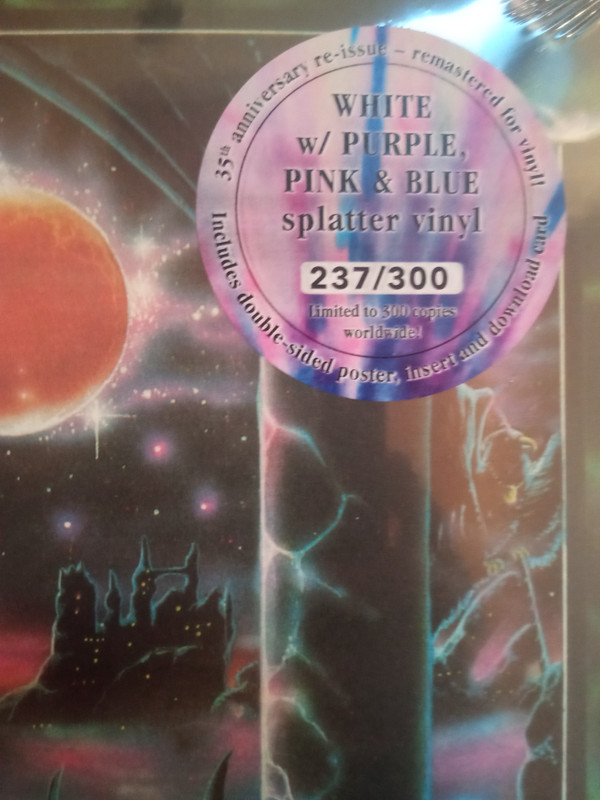 35th anniversary re-issue – remastered for vinyl!
WHITE
w/ PURPLE,
PINK & BLUE
splatter vinyl
237/300
Limited to 300 copies
worldwide!
Includes double-sided poster, insert and download card